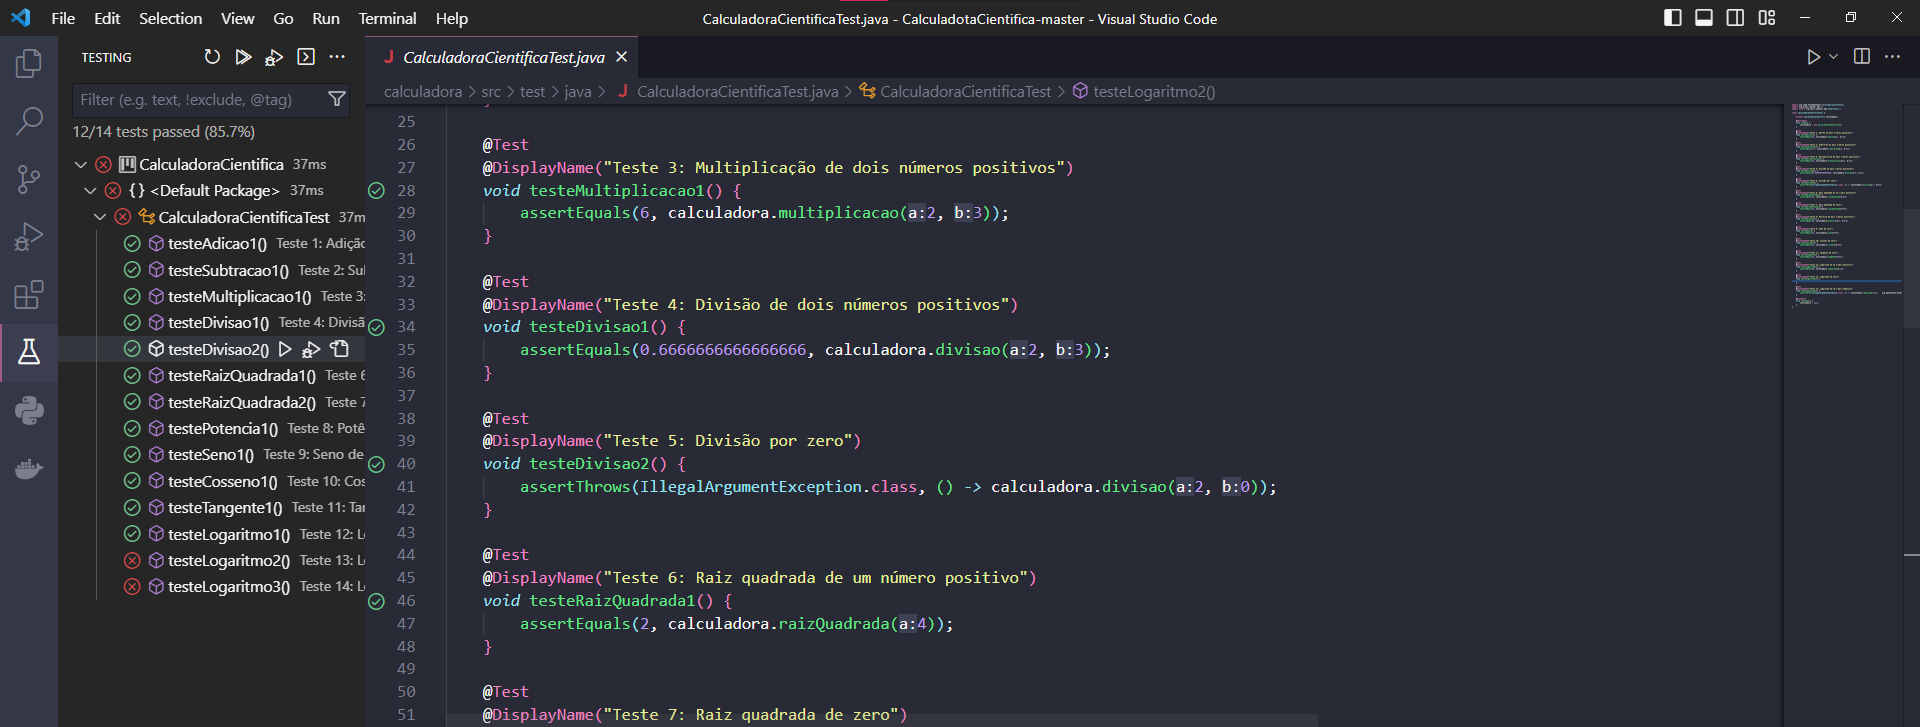 File Edit Selection View Go Run Terminal Help
CalculadoraCientificaTest.java - CalculadotaCientifica-master - Visual Studio Code
TESTING
Filter (e.g. text, !exclude, @tag)
12/14 tests passed (85.7%)
CalculadoraCientifica 37ms
{} <Default Package> 37ms
CalculadoraCientificaTest 37m
testeAdicao1() Teste 1: Adição
testeSubtracao1() Teste 2: Sul
testeMultiplicacao1() Teste 3:
testeDivisao1() Teste 4: Divisã
testeDivisao2()
testeRaizQuadrada1() Teste 6
testeRaizQuadrada2() Teste 7
testePotencia1() Teste 8: Potê
testeSeno1() Teste 9: Seno de
testeCosseno1() Teste 10: Cos
testeTangente1() Teste 11: Tar
testeLogaritmo1() Teste 12: L
testeLogaritmo2() Teste 13: L
testeLogaritmo3() Teste 14: L
J CalculadoraCientificaTest.java
calculadora > src > test > java > J CalculadoraCientificaTest.java > CalculadoraCientificaTest > testeLogaritmo2()
25
26 @Test
27 @DisplayName("Teste 3: Multiplicação de dois números positivos")
28 void testeMultiplicacao1() {
29 assertEquals(6, calculadora.multiplicacao(a:2, b:3));
30 }
31
32 @Test
33 @DisplayName("Teste 4: Divisão de dois números positivos")
34 void testeDivisao1() {
35 assertEquals(0.6666666666666666, calculadora.divisao(a:2, b:3));
36 }
37
38 @Test
39 @DisplayName("Teste 5: Divisão por zero")
40 void testeDivisao2() {
41 assertThrows(IllegalArgumentException.class, () -> calculadora.divisao(a:2, b:0));
42 }
43
44 @Test
45 @DisplayName("Teste 6: Raiz quadrada de um número positivo")
46 void testeRaizQuadrada1() {
47 assertEquals(2, calculadora.raizQuadrada(a:4));
48 }
49
50 @Test
51 @DisplayName("Teste 7: Raiz quadrada de zero")